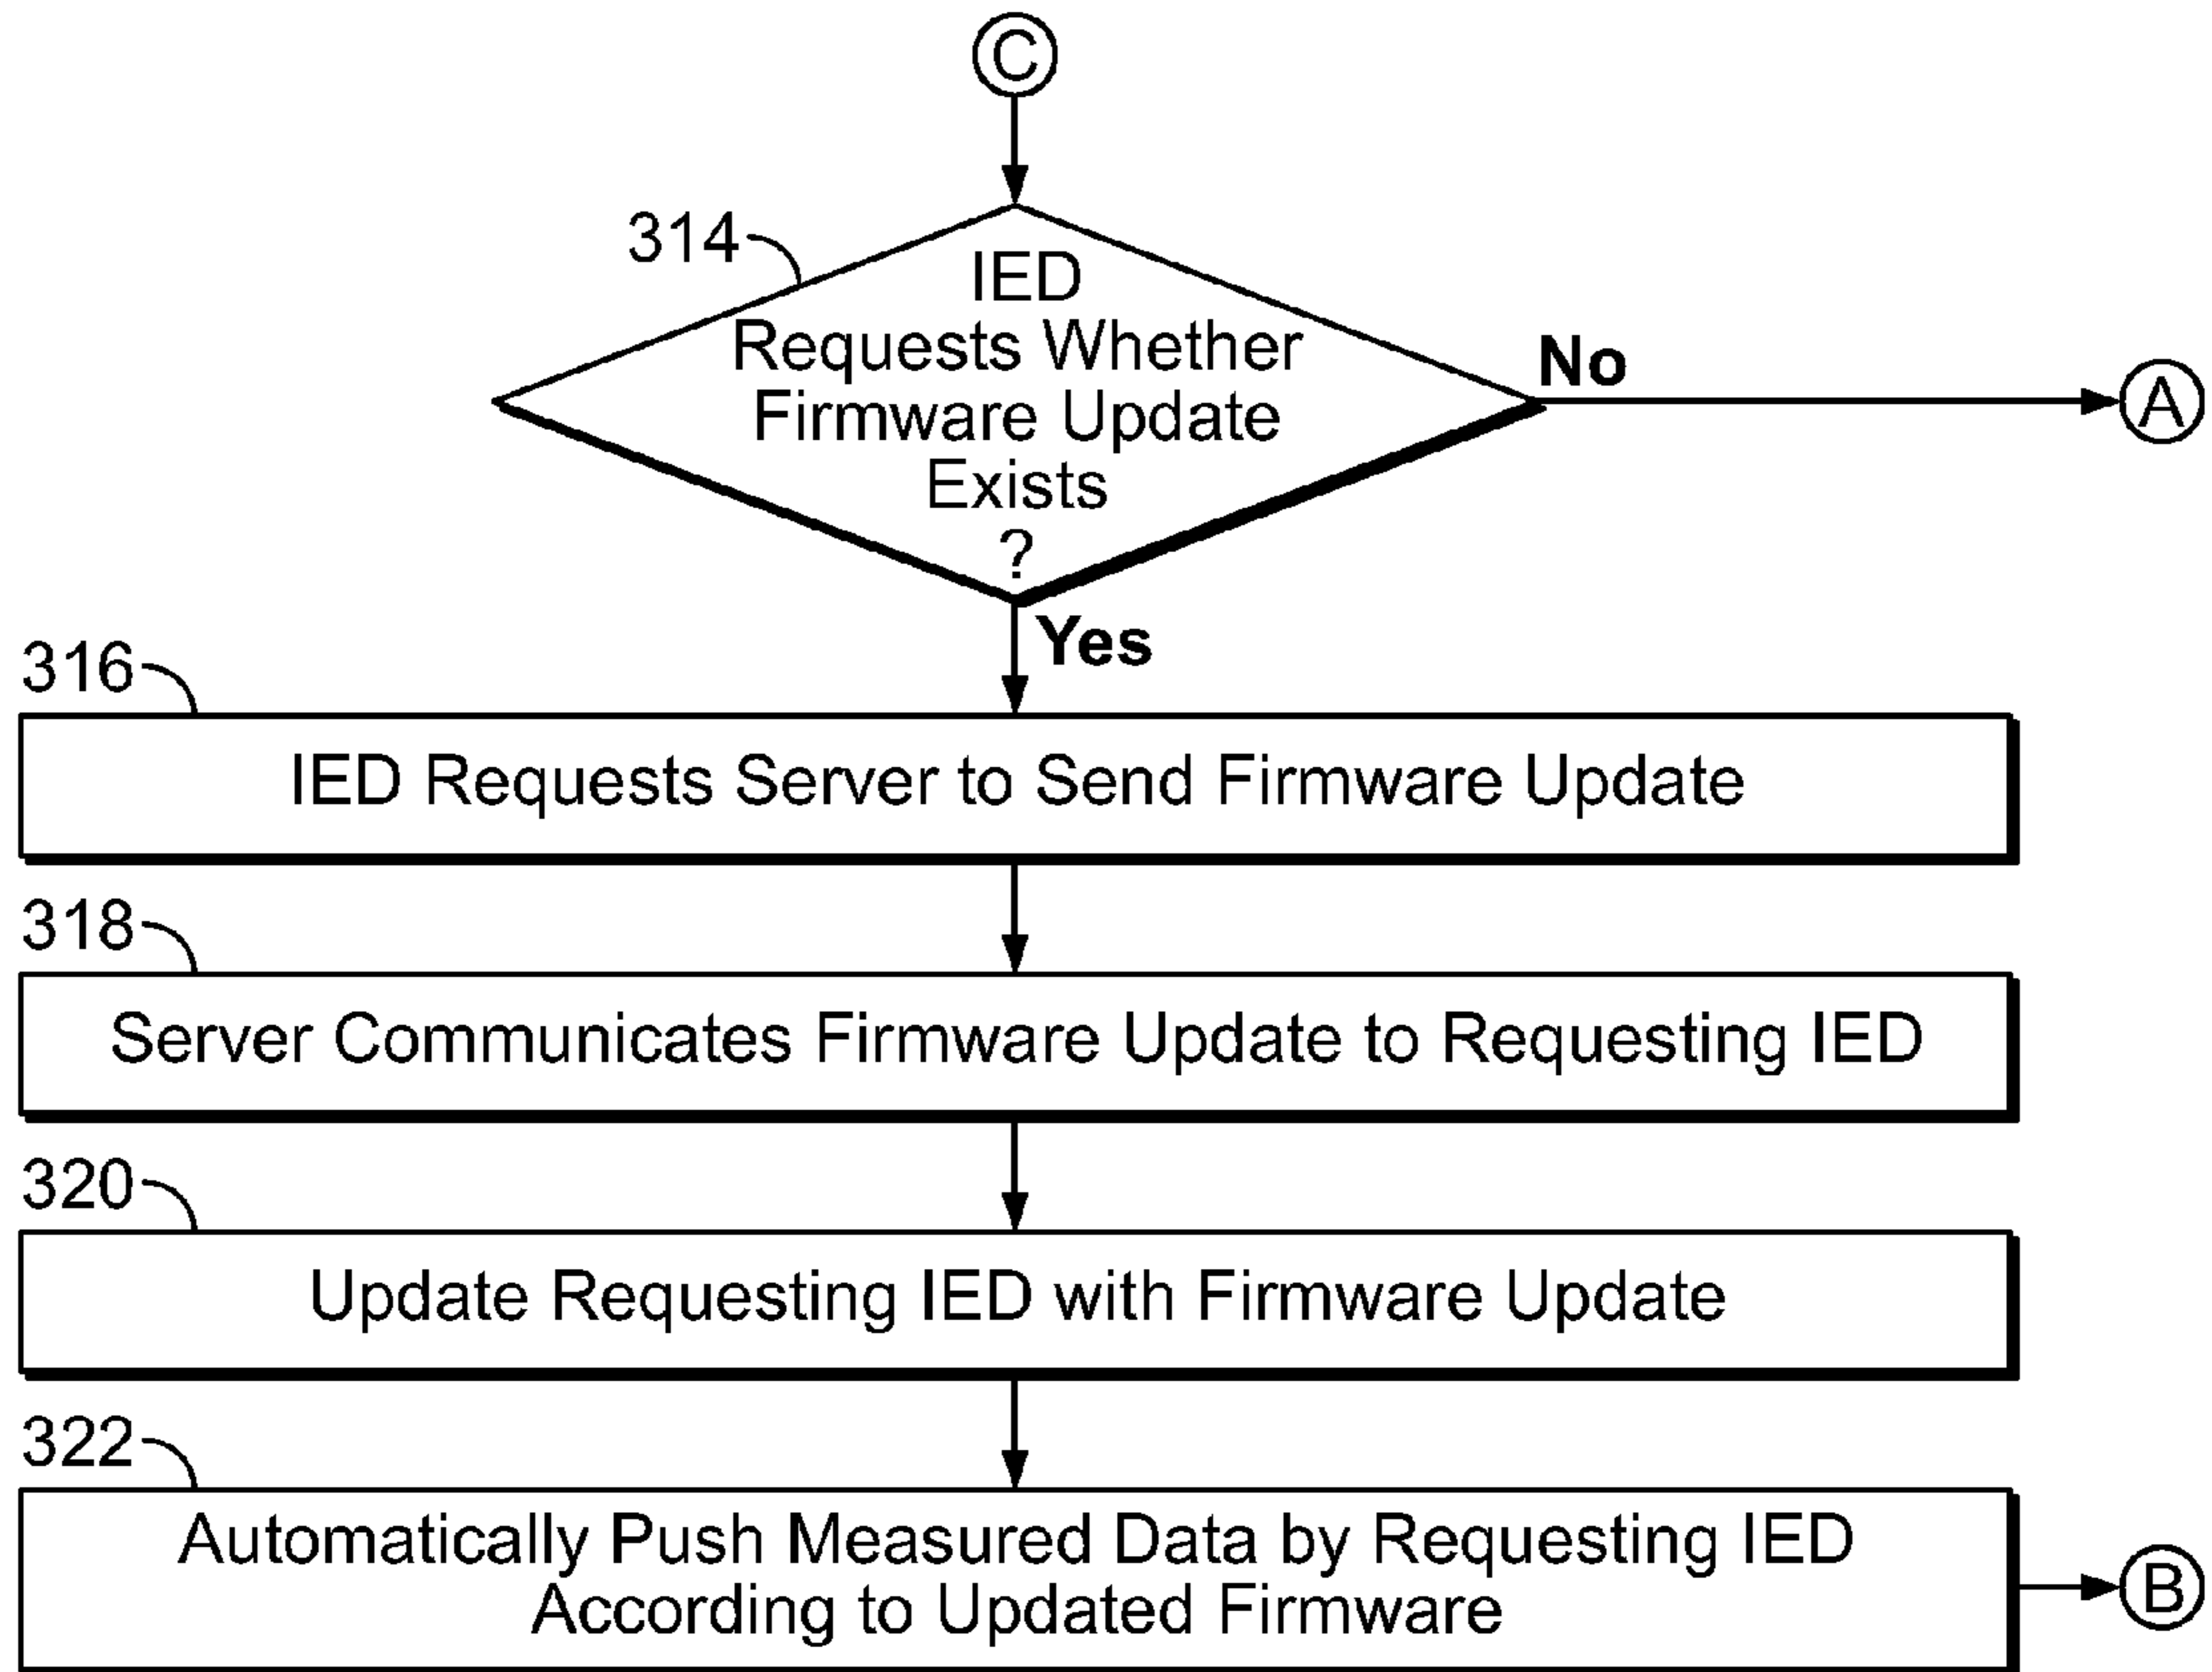 C
314
IED
Requests Whether
Firmware Update
Exists
?
No
A
Yes
316
IED Requests Server to Send Firmware Update
318
Server Communicates Firmware Update to Requesting IED
320
Update Requesting IED with Firmware Update
322
Automatically Push Measured Data by Requesting IED
According to Updated Firmware
B